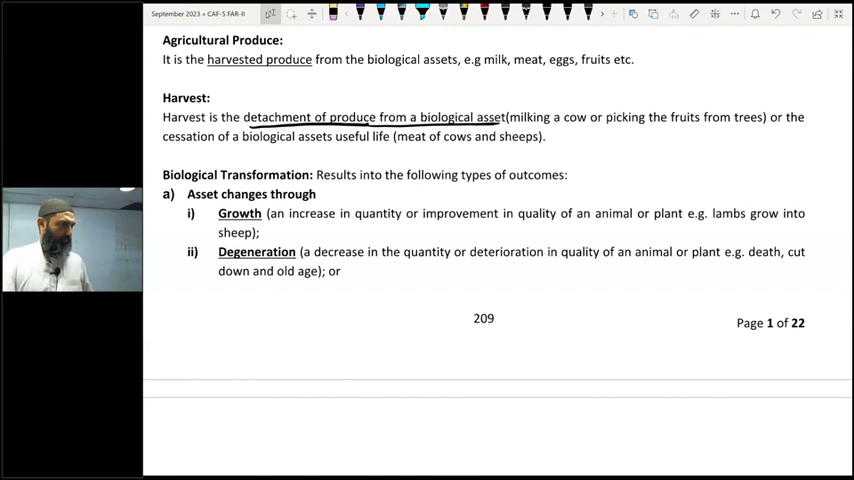 September 2023 » CAF-5 FAR-II
Agricultural Produce:
It is the harvested produce from the biological assets, e.g milk, meat, eggs, fruits etc.
Harvest:
Harvest is the detachment of produce from a biological asset(milking a cow or picking the fruits from trees) or the
cessation of a biological assets useful life (meat of cows and sheeps).
Biological Transformation: Results into the following types of outcomes:
a) Asset changes through
i) Growth (an increase in quantity or improvement in quality of an animal or plant e.g. lambs grow into
sheep);
ii) Degeneration (a decrease in the quantity or deterioration in quality of an animal or plant e.g. death, cut
down and old age); or
209
Page 1 of 22